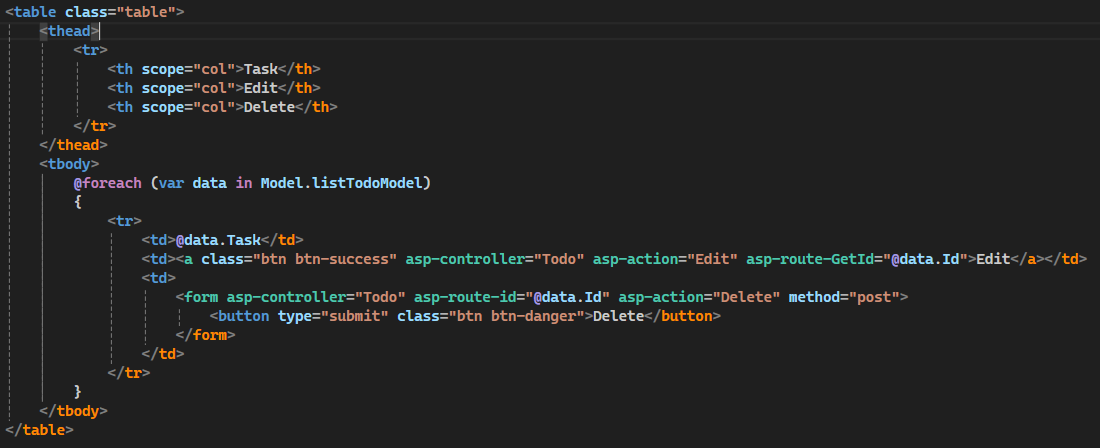 <table class="table">
    <thead>
        <tr>
            <th scope="col">Task</th>
            <th scope="col">Edit</th>
            <th scope="col">Delete</th>
        </tr>
    </thead>
    <tbody>
        @foreach (var data in Model.listTodoModel)
        {
            <tr>
                <td>@data.Task</td>
                <td><a class="btn btn-success" asp-controller="Todo" asp-action="Edit" asp-route-GetId="@data.Id">Edit</a></td>
                <td>
                    <form asp-controller="Todo" asp-route-id="@data.Id" asp-action="Delete" method="post">
                        <button type="submit" class="btn btn-danger">Delete</button>
                    </form>
                </td>
            </tr>
        }
    </tbody>
</table>